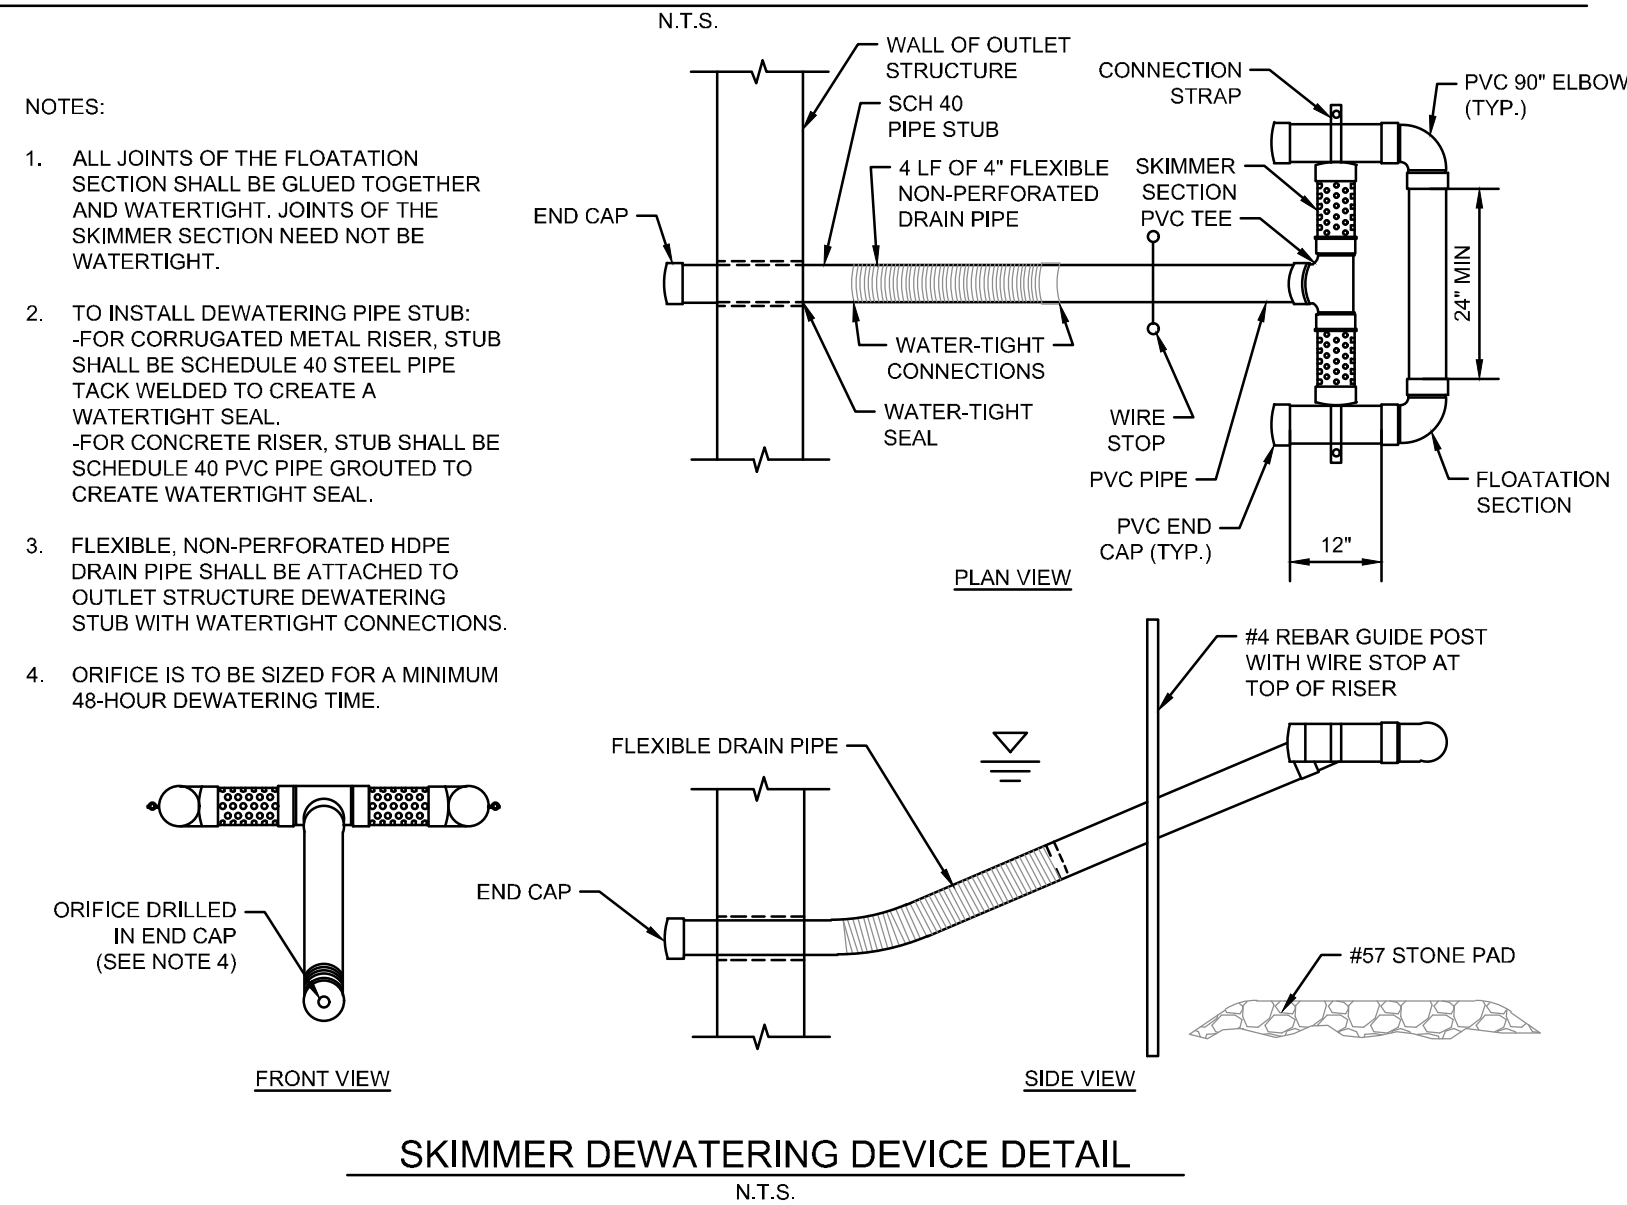 N.T.S.
NOTES:
1. ALL JOINTS OF THE FLOATATION
SECTION SHALL BE GLUED TOGETHER
AND WATERTIGHT. JOINTS OF THE
SKIMMER SECTION NEED NOT BE
WATERTIGHT.
2. TO INSTALL DEWATERING PIPE STUB:
-FOR CORRUGATED METAL RISER, STUB
SHALL BE SCHEDULE 40 STEEL PIPE
TACK WELDED TO CREATE A
WATERTIGHT SEAL.
-FOR CONCRETE RISER, STUB SHALL BE
SCHEDULE 40 PVC PIPE GROUTED TO
CREATE WATERTIGHT SEAL.
3. FLEXIBLE, NON-PERFORATED HDPE
DRAIN PIPE SHALL BE ATTACHED TO
OUTLET STRUCTURE DEWATERING
STUB WITH WATERTIGHT CONNECTIONS.
4. ORIFICE IS TO BE SIZED FOR A MINIMUM
48-HOUR DEWATERING TIME.
WALL OF OUTLET
STRUCTURE
SCH 40
PIPE STUB
4 LF OF 4" FLEXIBLE
NON-PERFORATED
DRAIN PIPE
END CAP
CONNECTION
STRAP
PVC 90" ELBOW
(TYP.)
SKIMMER
SECTION
PVC TEE
24" MIN
WATER-TIGHT
CONNECTIONS
WATER-TIGHT
SEAL
WIRE
STOP
PVC PIPE
PVC END
CAP (TYP.)
12"
FLOATATION
SECTION
PLAN VIEW
#4 REBAR GUIDE POST
WITH WIRE STOP AT
TOP OF RISER
FLEXIBLE DRAIN PIPE
END CAP
#57 STONE PAD
SIDE VIEW
ORIFICE DRILLED
IN END CAP
(SEE NOTE 4)
FRONT VIEW
SKIMMER DEWATERING DEVICE DETAIL
N.T.S.